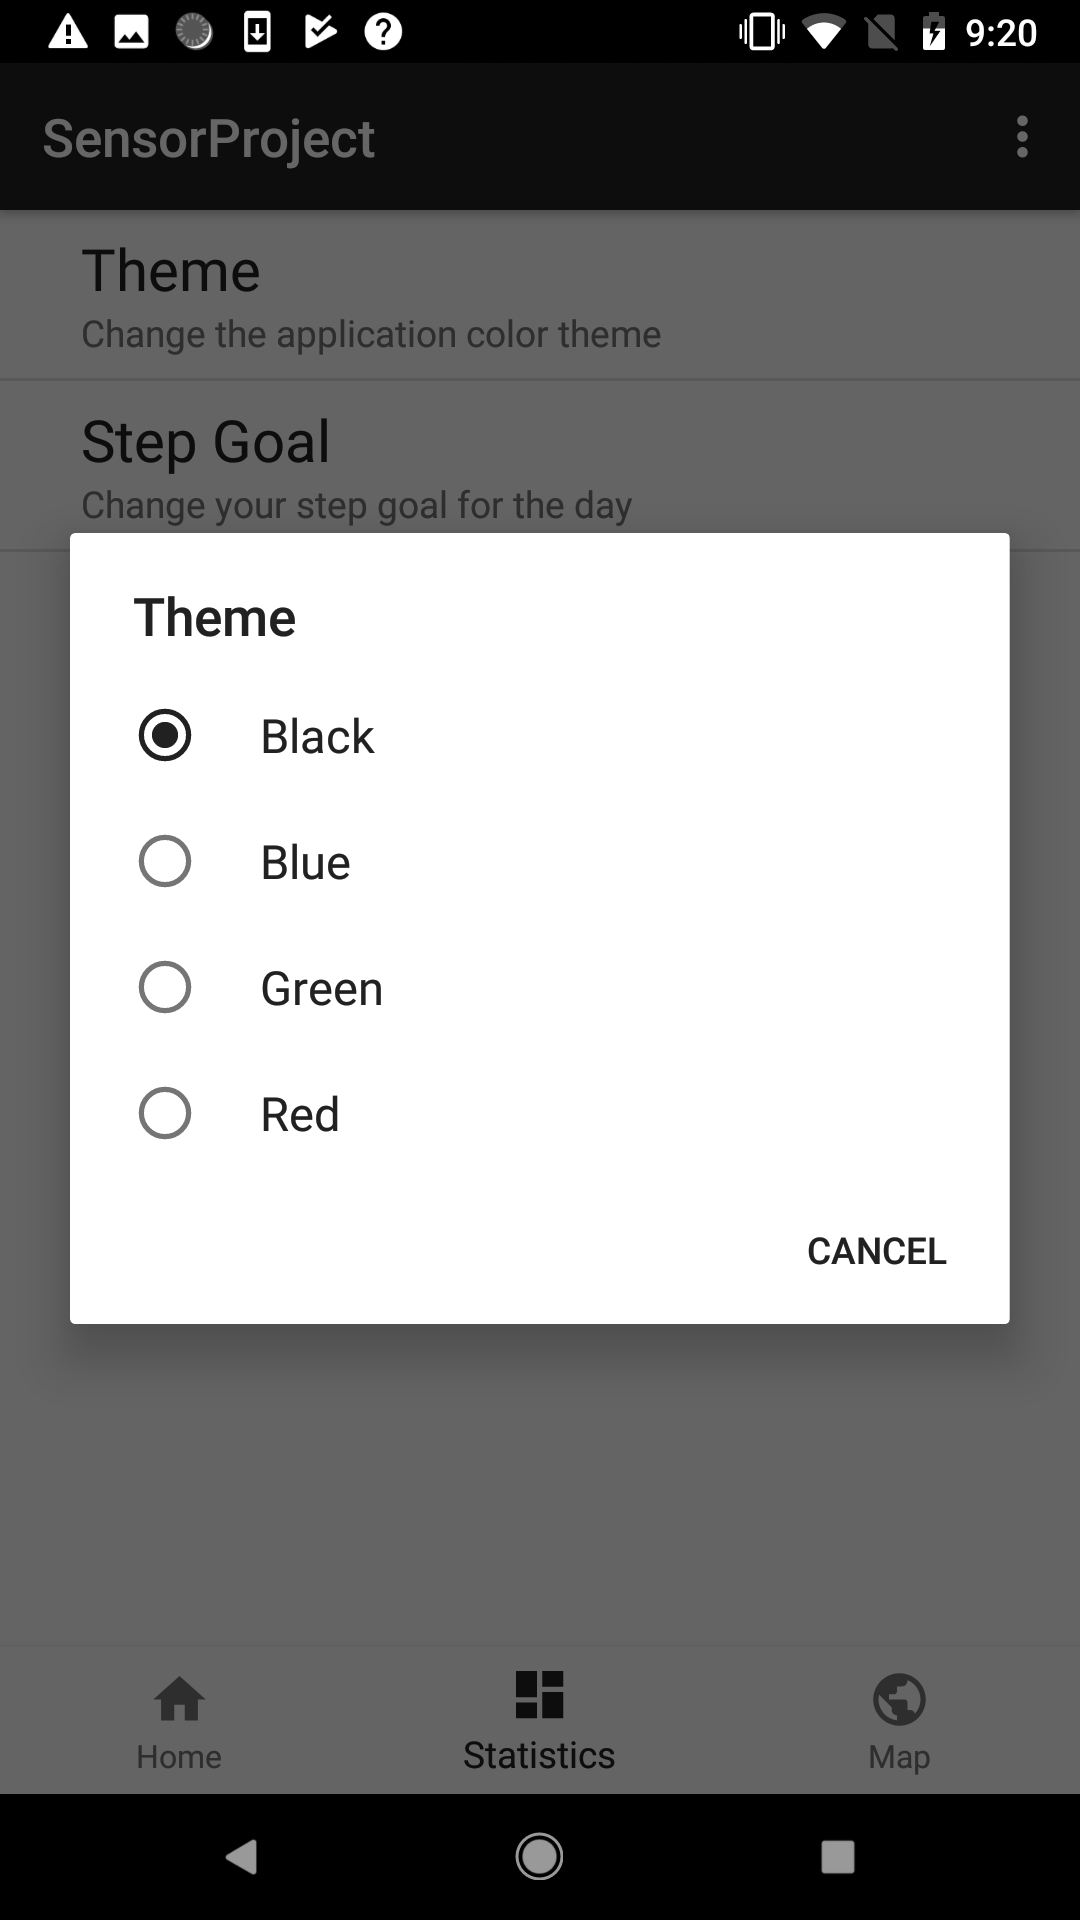 9:20
SensorProject
Theme
Change the application color theme
Step Goal
Change your step goal for the day
Theme
Black
Blue
Green
Red
CANCEL
Home
Statistics
Map